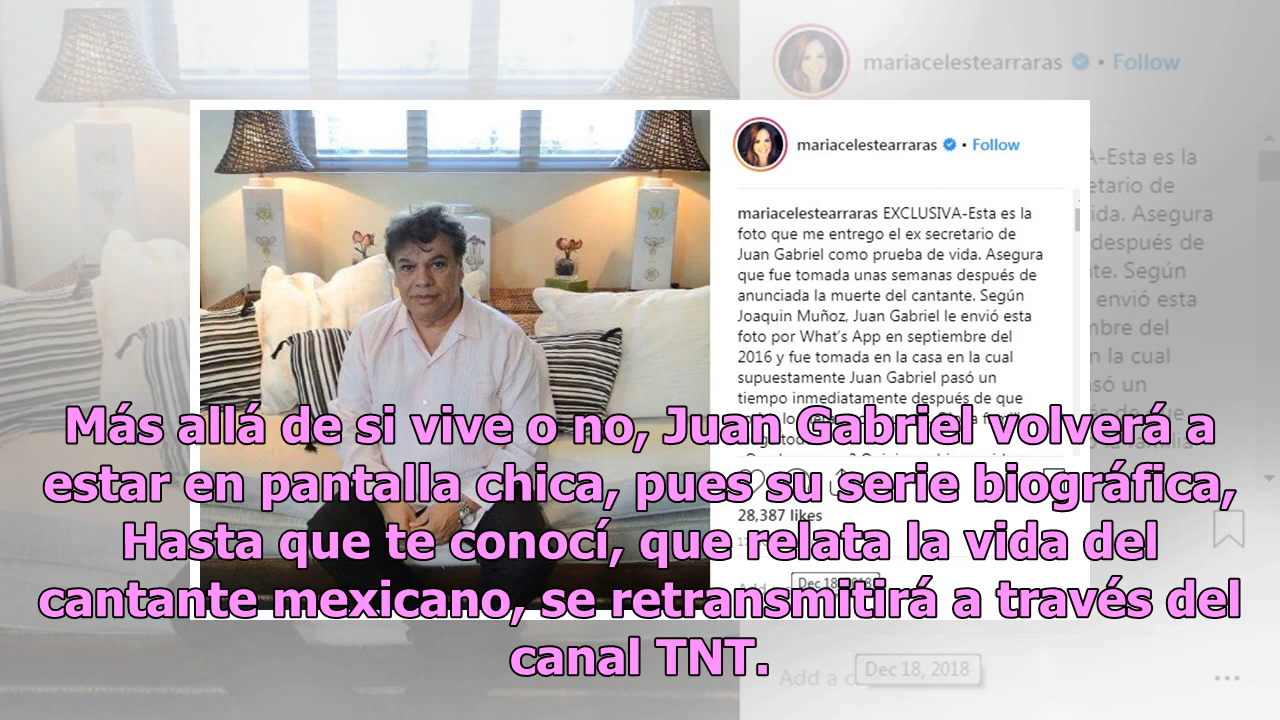 mariacelestearraras • Follow
mariacelestearraras • Follow
mariacelestearraras EXCLUSIVA-Esta es la
foto que me entrego el ex secretario de
Juan Gabriel como prueba de vida. Asegura
que fue tomada unas semanas después de
anunciada la muerte del cantante. Según
Joaquin Muñoz, Juan Gabriel le envió esta
foto por What's App en septiembre del
2016 y fue tomada en la casa en la cual
supuestamente Juan Gabriel pasó un
tiempo inmediatamente después de que
Más allá de si vive o no, Juan Gabriel volverá a
estar en pantalla chica, pues su serie biográfica,
Hasta que te conocí, que relata la vida del
cantante mexicano, se retransmitirá a través del
canal TNT.
28,387 likes
Dec 18, 2018
Add a c
Dec 18, 2018